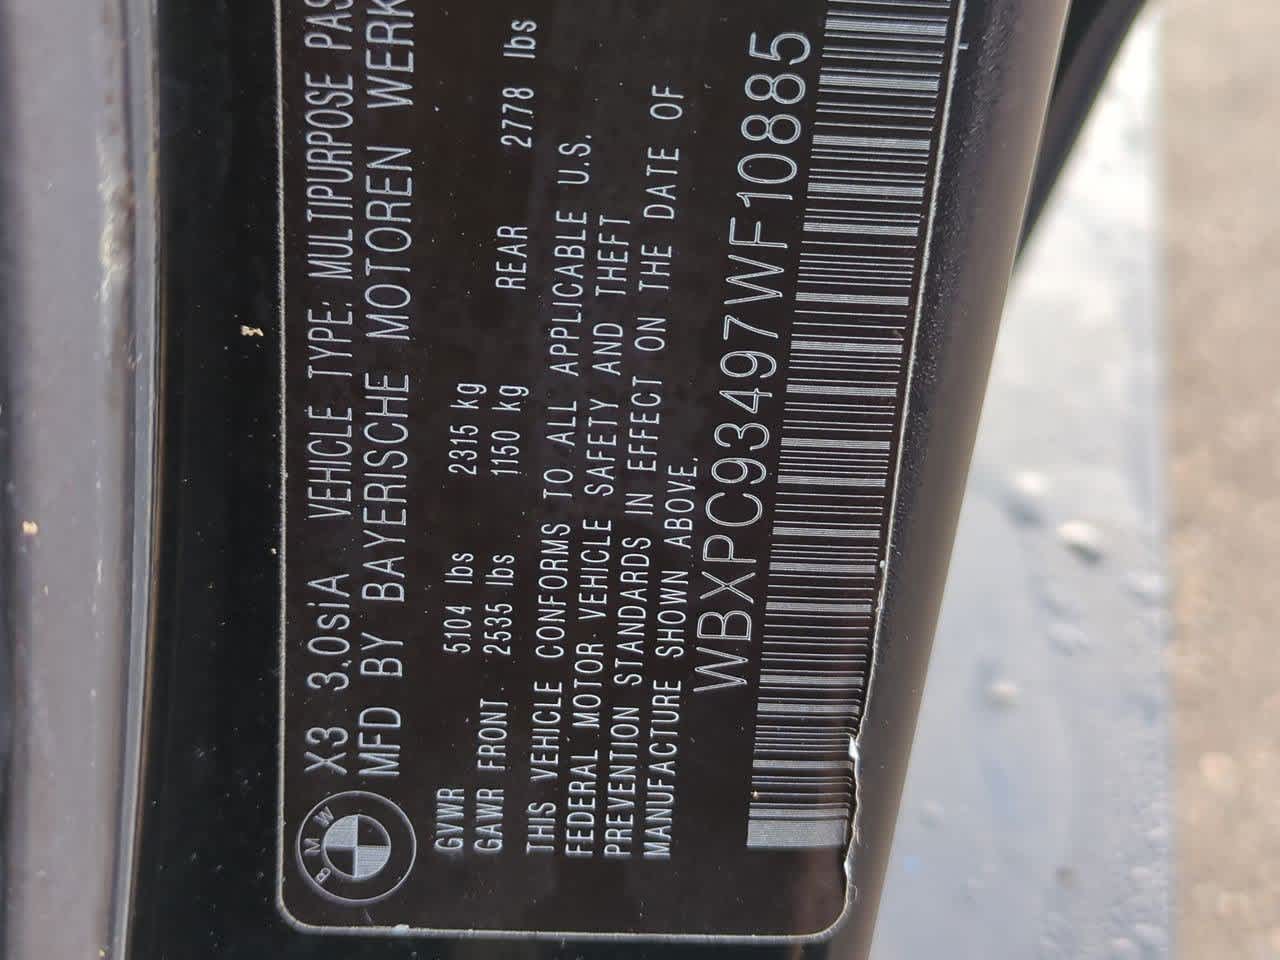 BMW
X3 3.0siA VEHICLE TYPE: MULTIPURPOSE PAS
MFD BY BAYERISCHE MOTOREN WERK
GVWR 5104 lbs 2315 kg
GAWR FRONT 2535 lbs 1150 kg REAR 2778 lbs
THIS VEHICLE CONFORMS TO ALL APPLICABLE U.S.
FEDERAL MOTOR VEHICLE SAFETY AND THEFT
PREVENTION STANDARDS IN EFFECT ON THE DATE OF
MANUFACTURE SHOWN ABOVE.
WBXPC93497WF10885